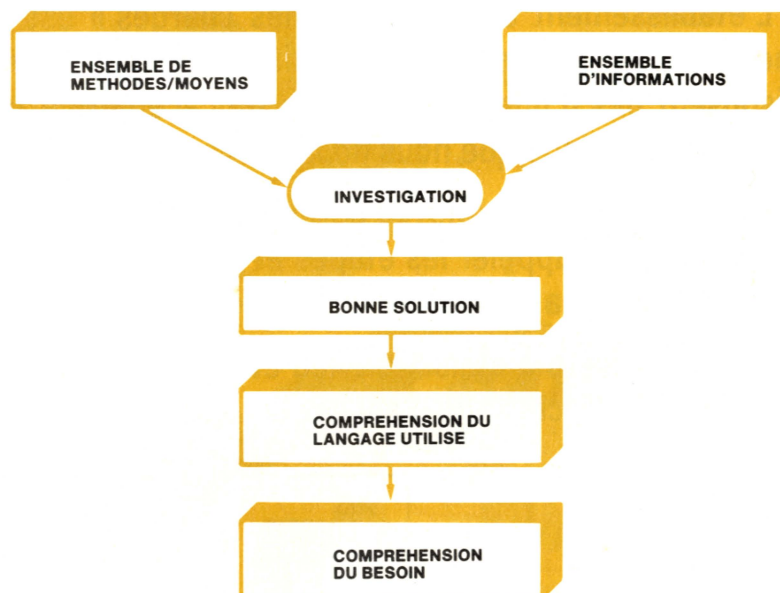 ENSEMBLE DE
METHODES/MOYENS
ENSEMBLE
D'INFORMATIONS
INVESTIGATION
BONNE SOLUTION
COMPREHENSION DU
LANGAGE UTILISE
COMPREHENSION
DU BESOIN